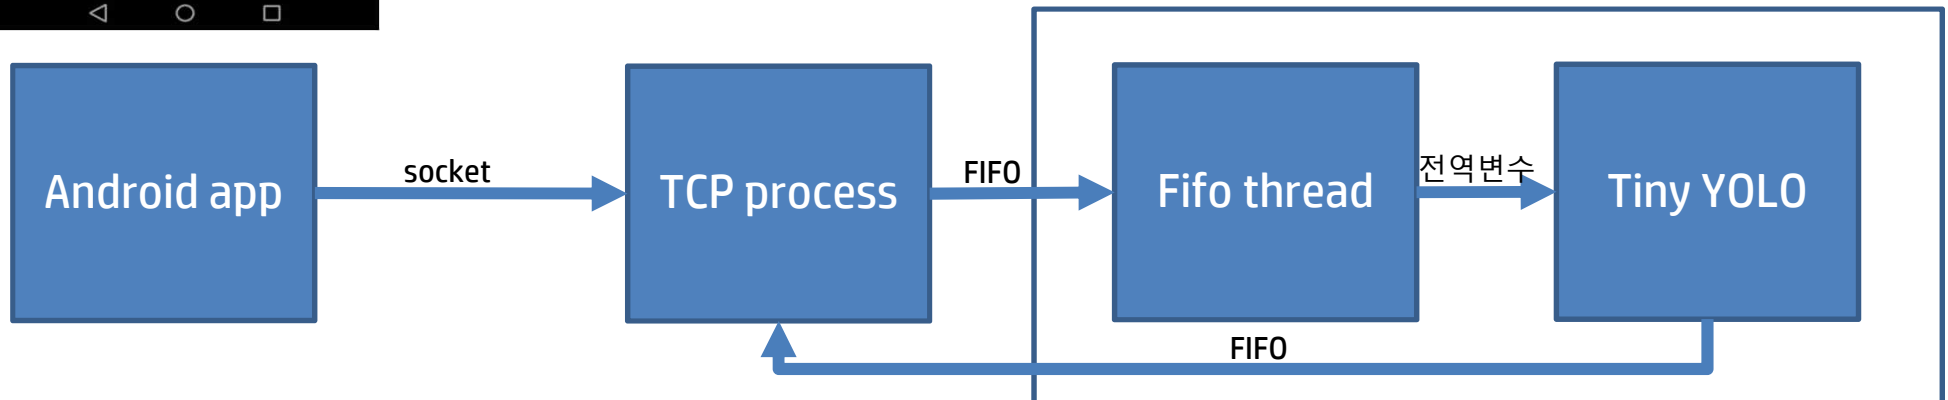 Android app
socket
TCP process
FIFO
Fifo thread
전역변수
Tiny YOLO
FIFO